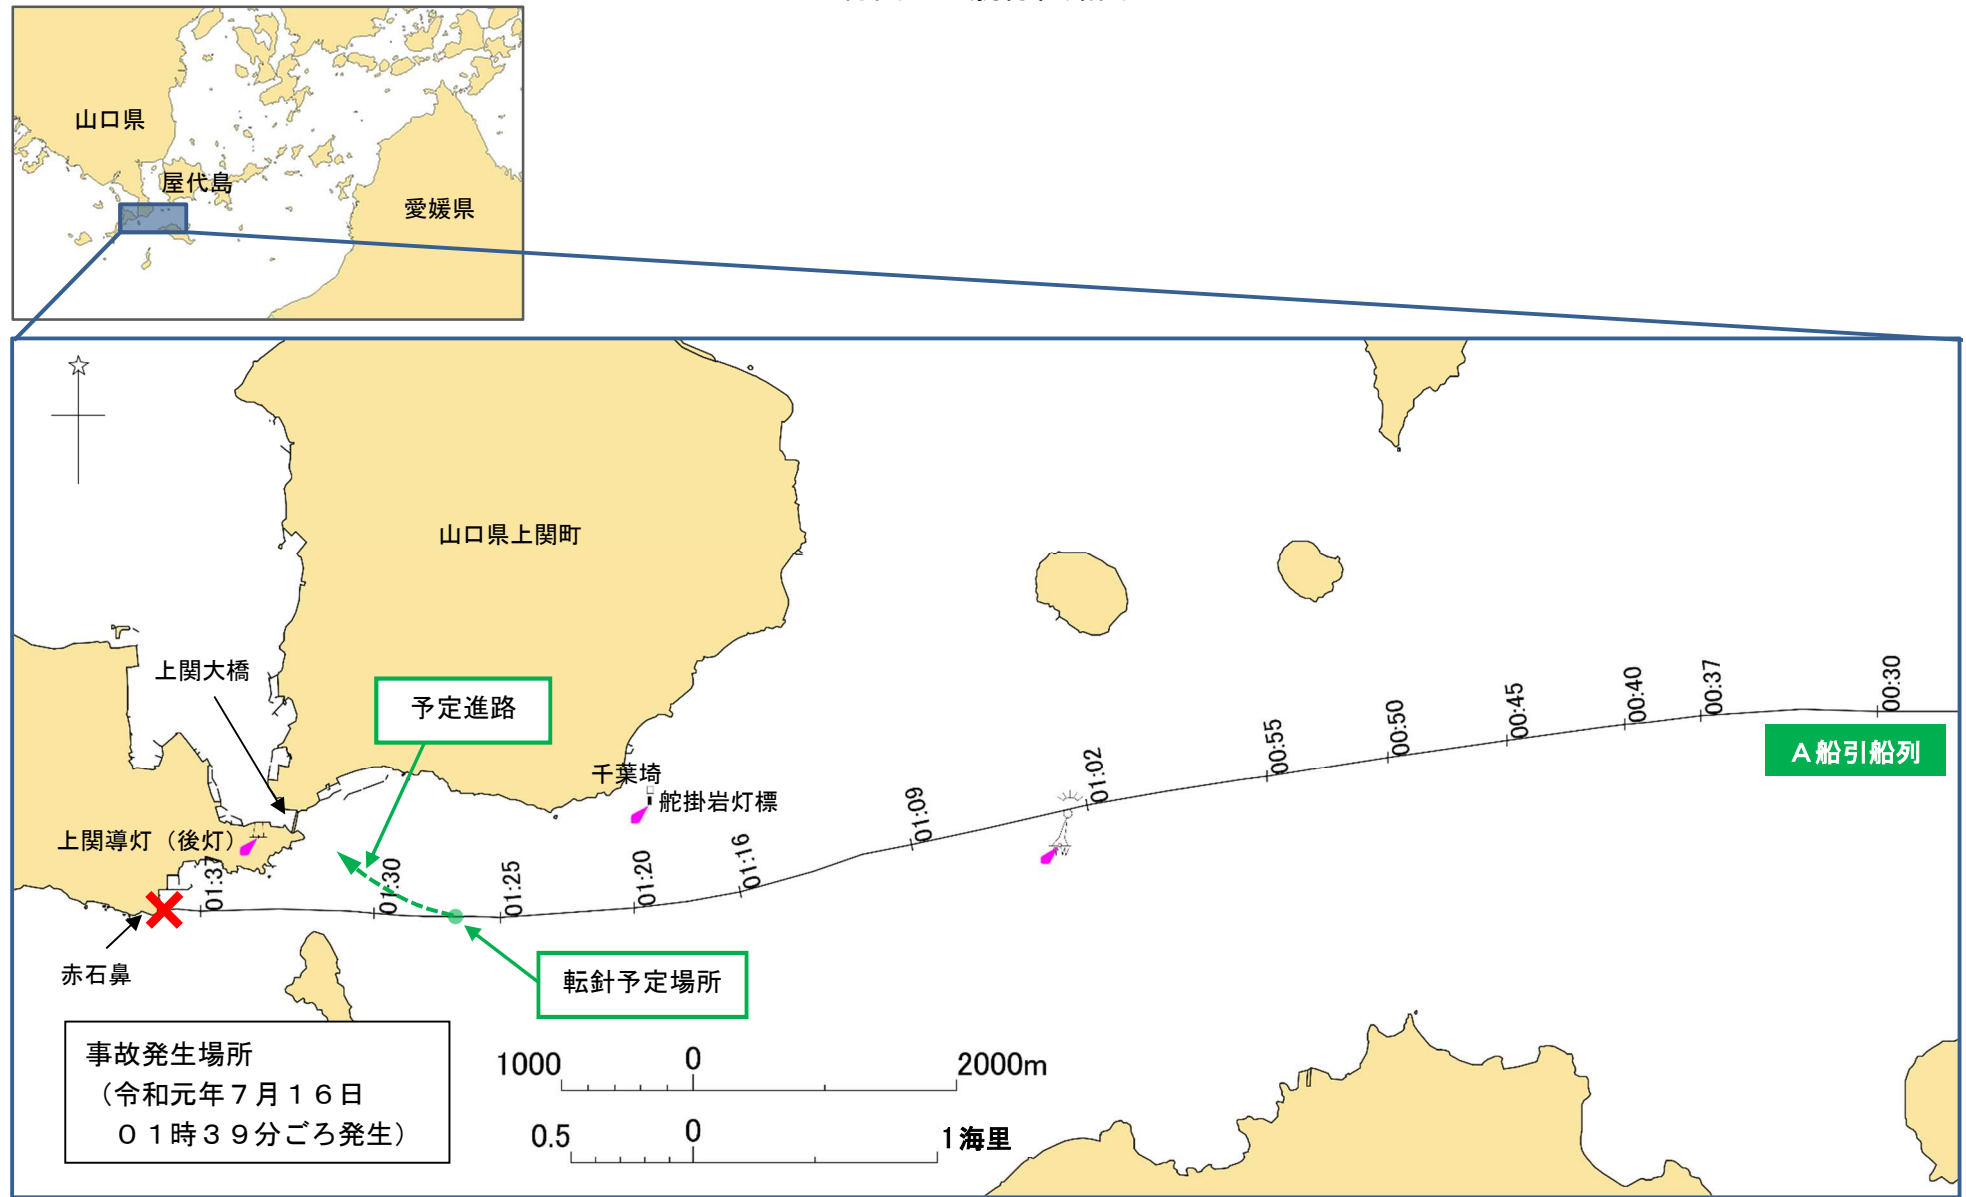 山口県
屋代島
愛媛県
山口県上関町
上関大橋
予定進路
千葉埼
舵掛岩灯標
上関導灯（後灯）
赤石鼻
転針予定場所
Ａ船引船列
00:30
00:37
00:40
00:45
00:50
00:55
01:02
01:09
01:16
01:20
01:25
01:30
01:37
事故発生場所
（令和元年７月１６日
０１時３９分ごろ発生）
1000 0 2000m
0.5 0 1海里